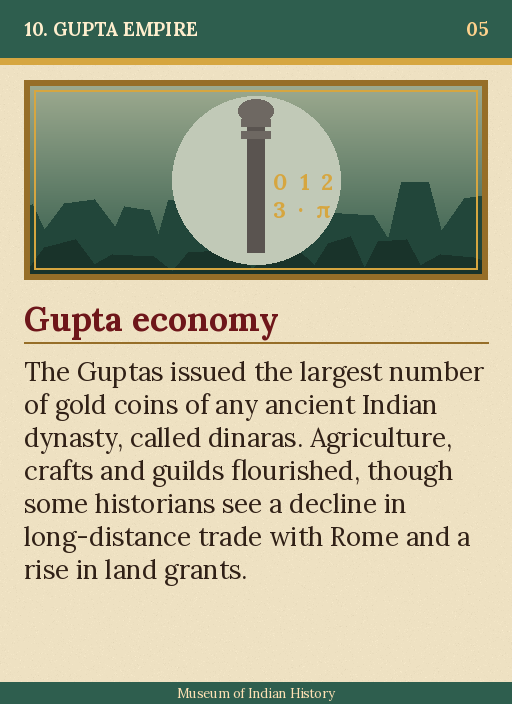 10. GUPTA EMPIRE 05
0 1 2
3 · π
Gupta economy
The Guptas issued the largest number
of gold coins of any ancient Indian
dynasty, called dinaras. Agriculture,
crafts and guilds flourished, though
some historians see a decline in
long-distance trade with Rome and a
rise in land grants.
Museum of Indian History